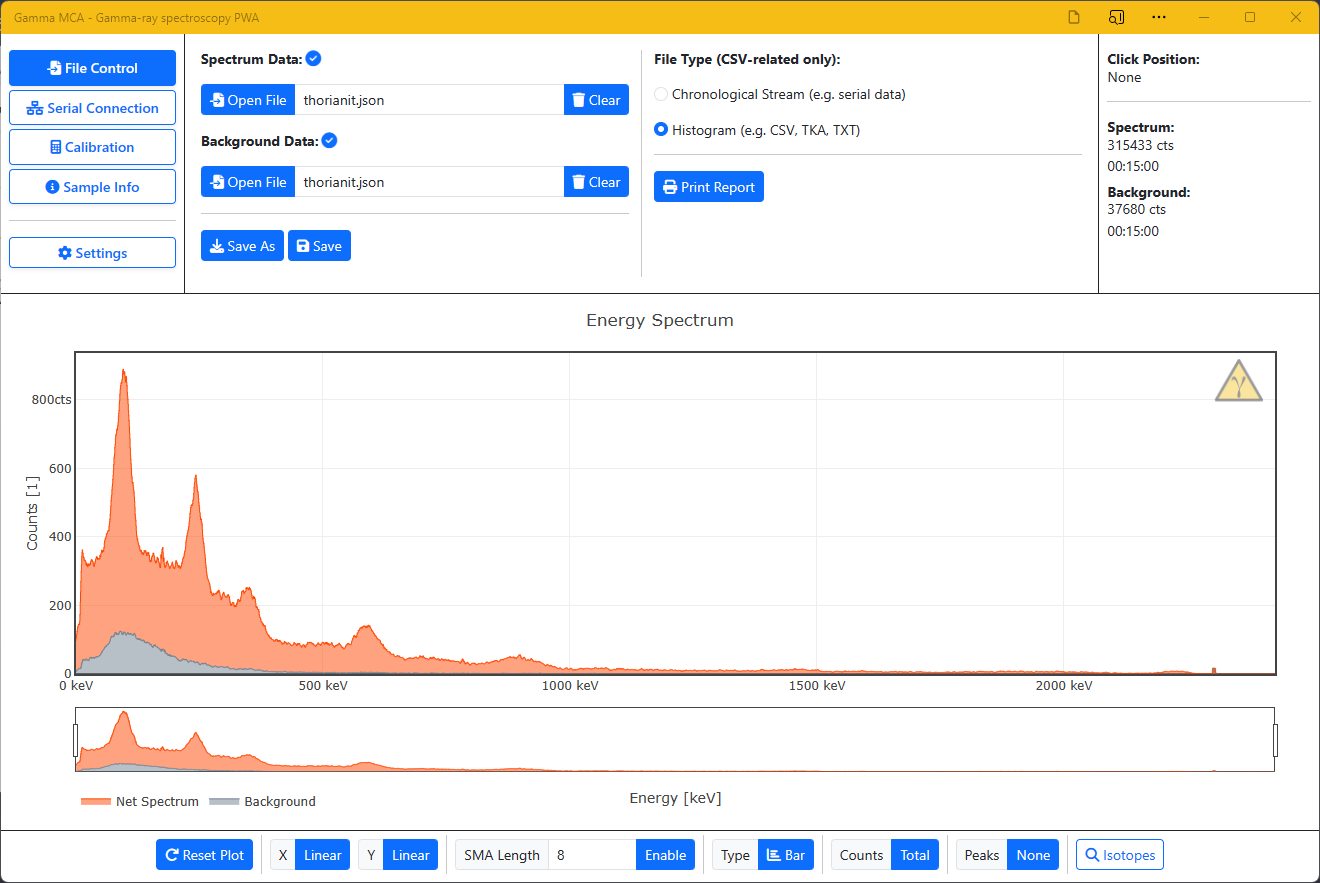 Gamma MCA - Gamma-ray spectroscopy PWA
File Control
Serial Connection
Calibration
Sample Info
Settings
Spectrum Data:
Open File thorianit.json Clear
Background Data:
Open File thorianit.json Clear
Save As Save
File Type (CSV-related only):
Chronological Stream (e.g. serial data)
Histogram (e.g. CSV, TKA, TXT)
Print Report
Click Position:
None
Spectrum:
315433 cts
00:15:00
Background:
37680 cts
00:15:00
Energy Spectrum
Counts [1]
800cts
600
400
200
0
0 keV 500 keV 1000 keV 1500 keV 2000 keV
γ
Net Spectrum Background
Energy [keV]
Reset Plot X Linear Y Linear SMA Length 8 Enable Type Bar Counts Total Peaks None Isotopes